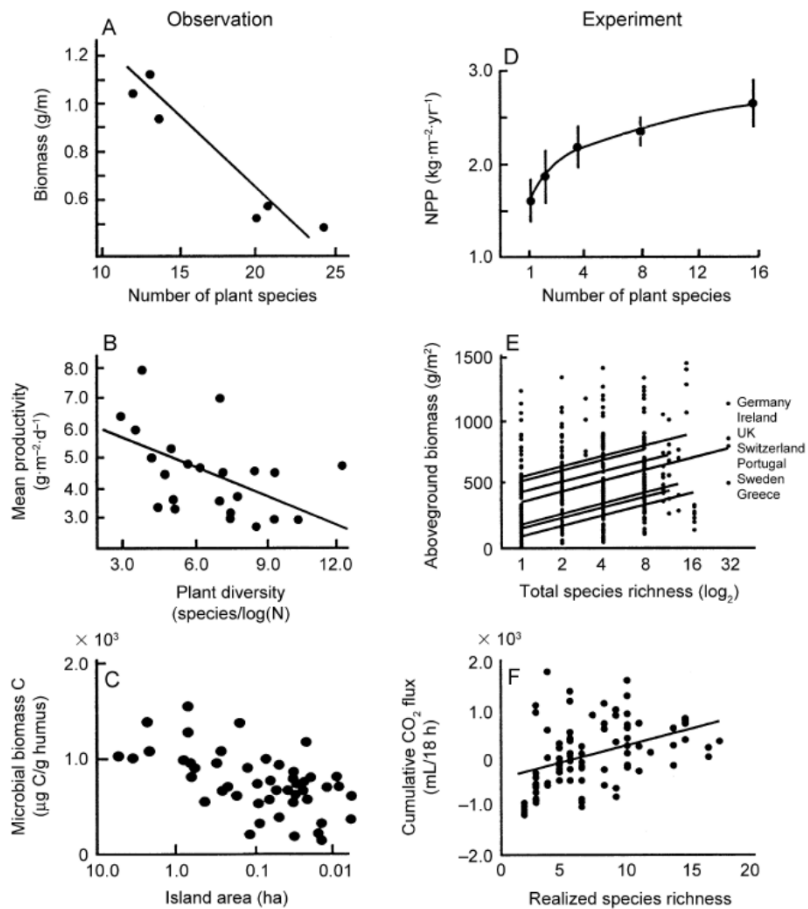 Observation
Experiment
A
1.2
1.0
0.8
0.6
Biomass (g/m)
10
15
20
25
Number of plant species
D
3.0
2.0
1.0
NPP (kg·m⁻²·yr⁻¹)
1
4
8
12
16
Number of plant species
B
8.0
7.0
6.0
5.0
4.0
3.0
Mean productivity
(g·m⁻²·d⁻¹)
3.0
6.0
9.0
12.0
Plant diversity
(species/log(N)
E
1500
1000
500
0
Aboveground biomass (g/m²)
Germany
Ireland
UK
Switzerland
Portugal
Sweden
Greece
1
2
4
8
16
32
Total species richness (log₂)
C
× 10³
2.0
1.0
0
Microbial biomass C
(μg C/g humus)
10.0
1.0
0.1
0.01
Island area (ha)
F
× 10³
2.0
1.0
0
–1.0
–2.0
Cumulative CO₂ flux
(mL/18 h)
0
5
10
15
20
Realized species richness